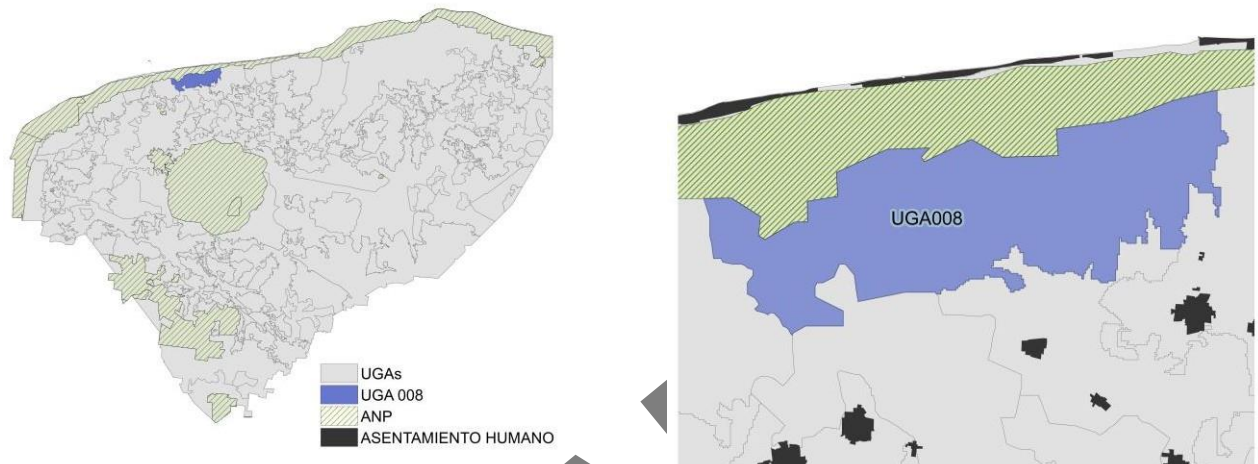 UGAs
UGA 008
ANP
ASENTAMIENTO HUMANO
UGA008